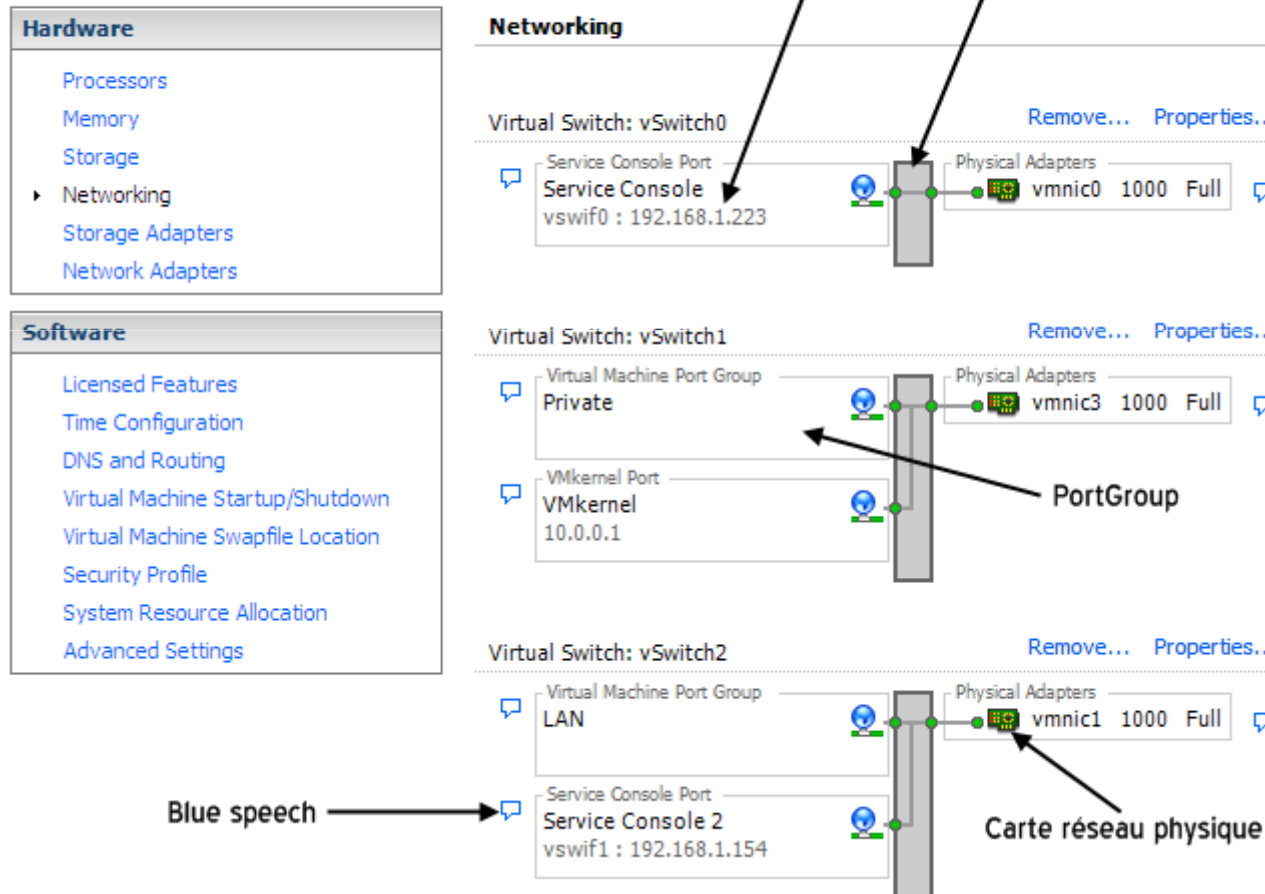 Hardware
Processors
Memory
Storage
Networking
Storage Adapters
Network Adapters
Software
Licensed Features
Time Configuration
DNS and Routing
Virtual Machine Startup/Shutdown
Virtual Machine Swapfile Location
Security Profile
System Resource Allocation
Advanced Settings
Networking
Virtual Switch: vSwitch0
Remove... Properties..
Service Console Port
Service Console
vswif0 : 192.168.1.223
Physical Adapters
vmnic0 1000 Full
Virtual Switch: vSwitch1
Remove... Properties..
Virtual Machine Port Group
Private
Physical Adapters
vmnic3 1000 Full
VMkernel Port
VMkernel
10.0.0.1
PortGroup
Virtual Switch: vSwitch2
Remove... Properties..
Virtual Machine Port Group
LAN
Physical Adapters
vmnic1 1000 Full
Blue speech
Service Console Port
Service Console 2
vswif1 : 192.168.1.154
Carte réseau physique